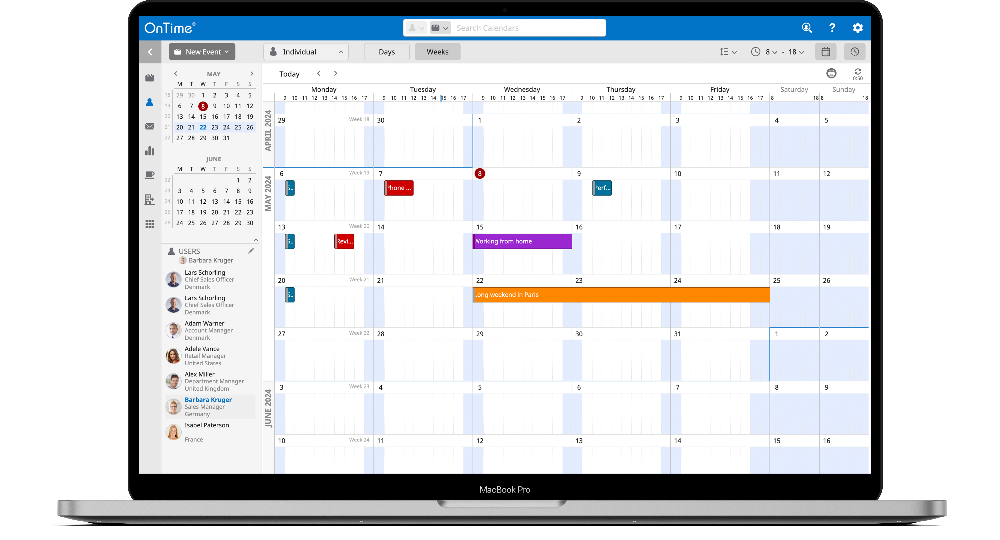 OnTime®
Search Calendars
New Event
Individual
Days
Weeks
8 - 18
MAY
M T W T F S S
18 29 30 1 2 3 4 5
19 6 7 8 9 10 11 12
20 13 14 15 16 17 18 19
21 20 21 22 23 24 25 26
22 27 28 29 30 31
JUNE
M T W T F S S
22 1 2
23 3 4 5 6 7 8 9
24 10 11 12 13 14 15 16
25 17 18 19 20 21 22 23
26 24 25 26 27 28 29 30
USERS
Barbara Kruger
Lars Schorling
Chief Sales Officer
Denmark
Lars Schorling
Chief Sales Officer
Denmark
Adam Warner
Account Manager
Denmark
Adele Vance
Retail Manager
United States
Alex Miller
Department Manager
United Kingdom
Barbara Kruger
Sales Manager
Germany
Isabel Paterson
France
Today
0:50
Monday Tuesday Wednesday Thursday Friday Saturday Sunday
9 10 11 12 13 14 15 16 17 9 10 11 12 13 14 15 16 17 9 10 11 12 13 14 15 16 17 9 10 11 12 13 14 15 16 17 9 10 11 12 13 14 15 16 17 8 18 8 18
APRIL 2024
29 Week 18 30 1 2 3 4 5
MAY 2024
6 Week 19 7 8 9 10 11 12
S.. Phone ... Perf...
13 Week 20 14 15 16 17 18 19
S.. Revi... Working from home
20 Week 21 21 22 23 24 25 26
S.. Long weekend in Paris
27 Week 22 28 29 30 31 1 2
JUNE 2024
3 Week 23 4 5 6 7 8 9
10 Week 24 11 12 13 14 15 16
MacBook Pro